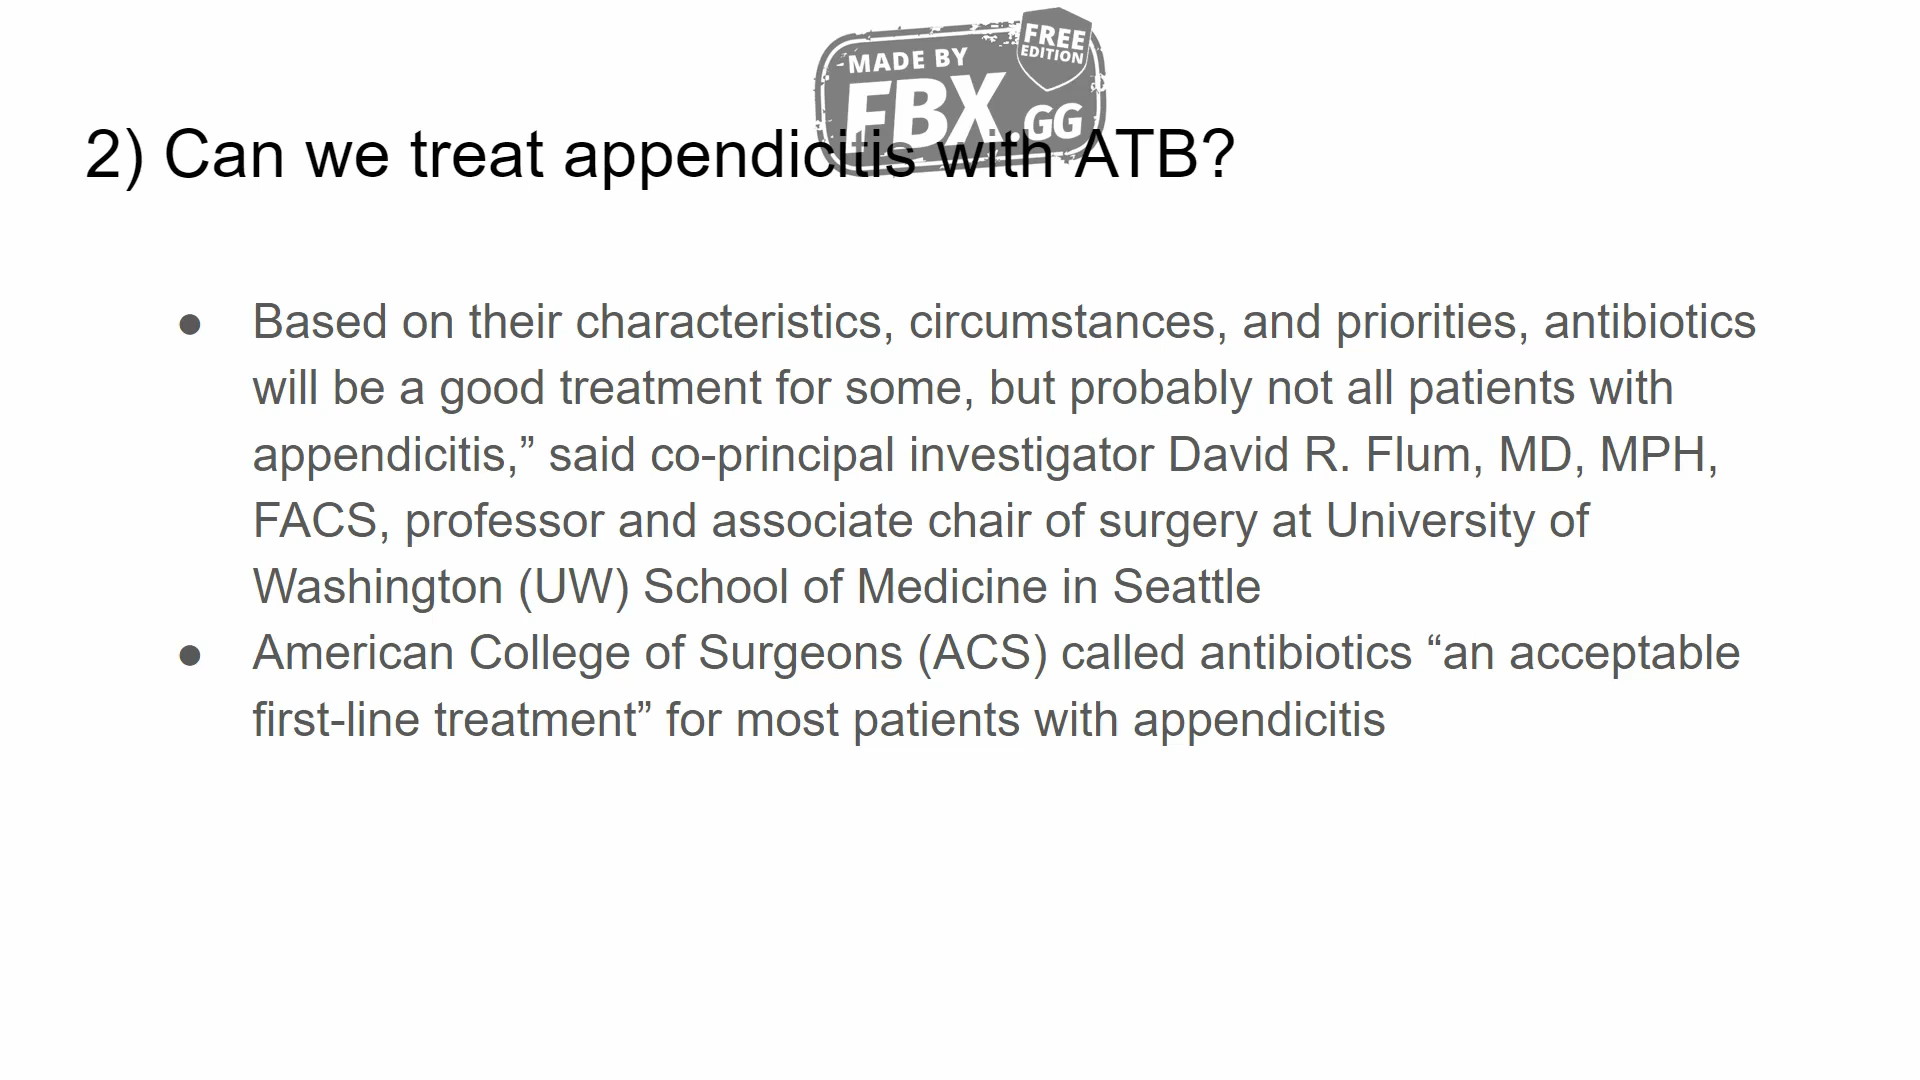 MADE BY
FREE
EDITION
FBX.GG
2) Can we treat appendicitis with ATB?
● Based on their characteristics, circumstances, and priorities, antibiotics
will be a good treatment for some, but probably not all patients with
appendicitis,” said co-principal investigator David R. Flum, MD, MPH,
FACS, professor and associate chair of surgery at University of
Washington (UW) School of Medicine in Seattle
● American College of Surgeons (ACS) called antibiotics “an acceptable
first-line treatment” for most patients with appendicitis